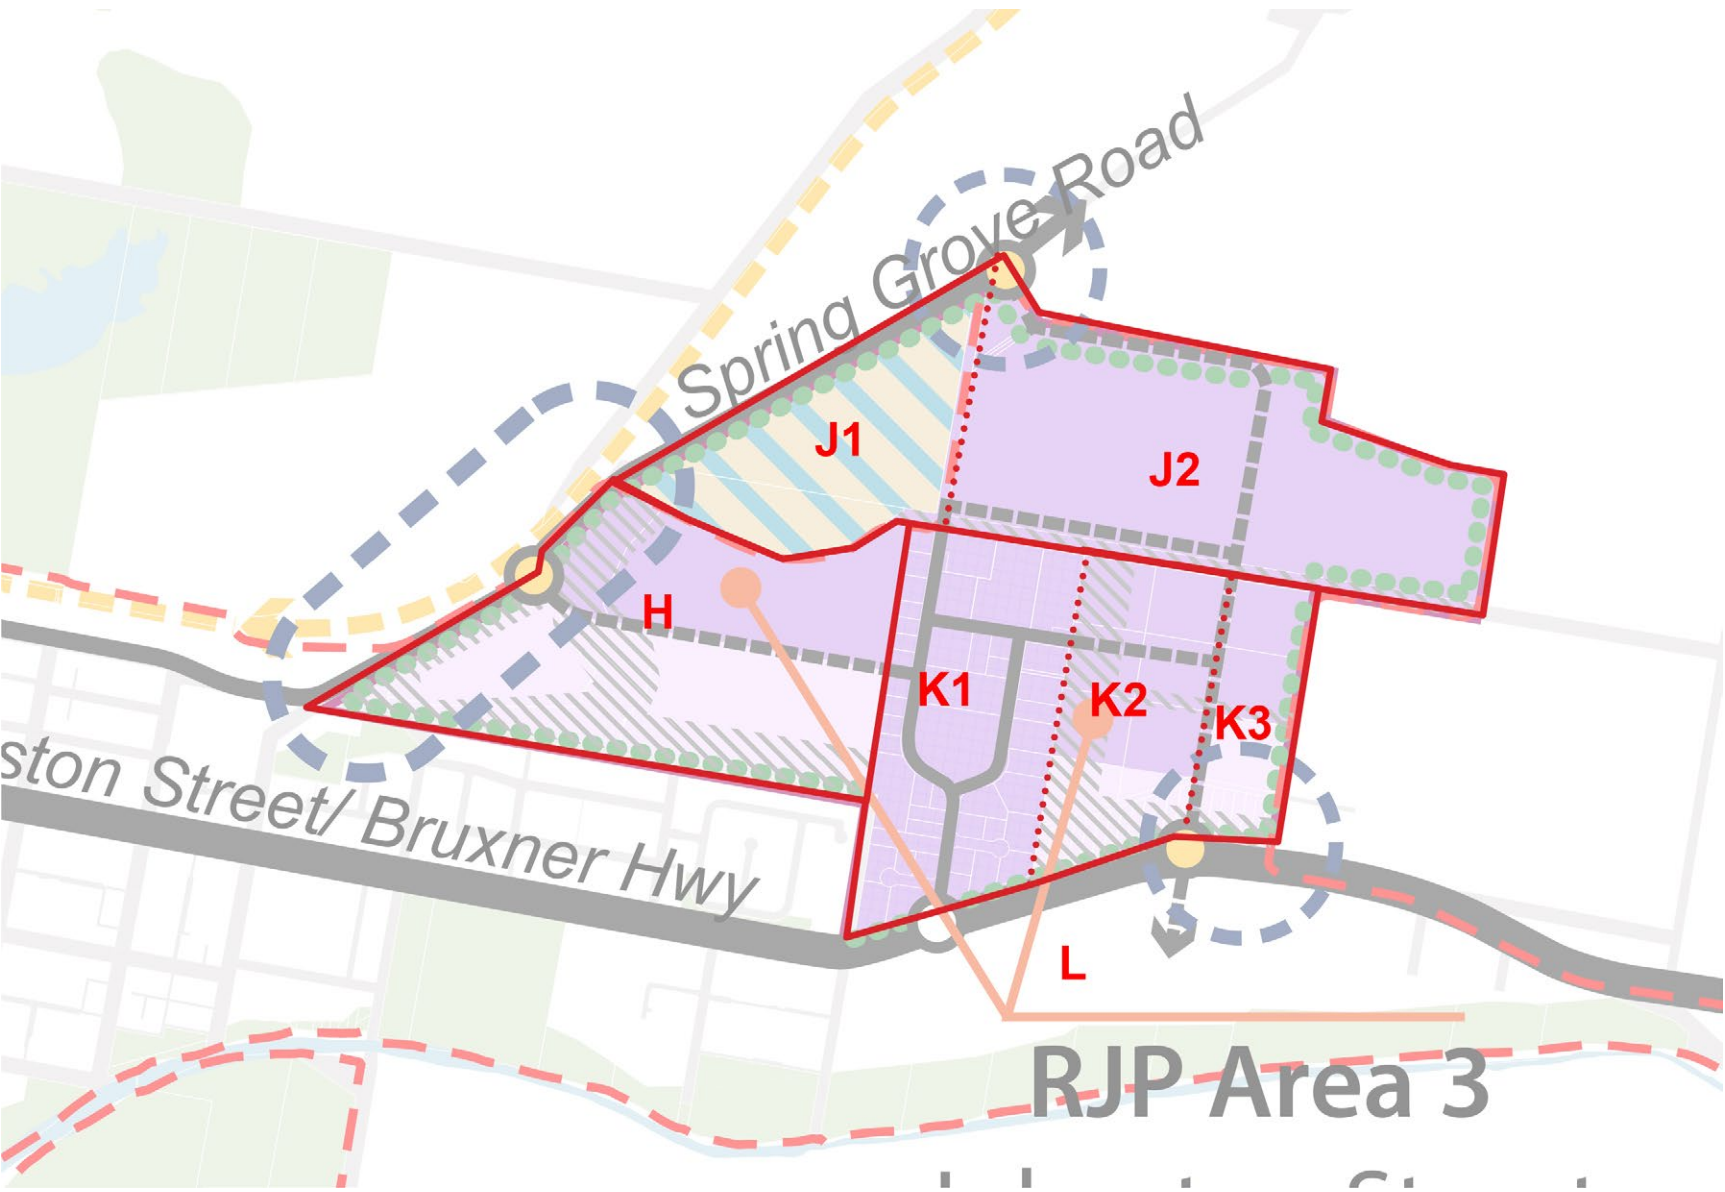 Spring Grove Road
J1
J2
H
K1
K2
K3
ston Street/ Bruxner Hwy
L
RJP Area 3